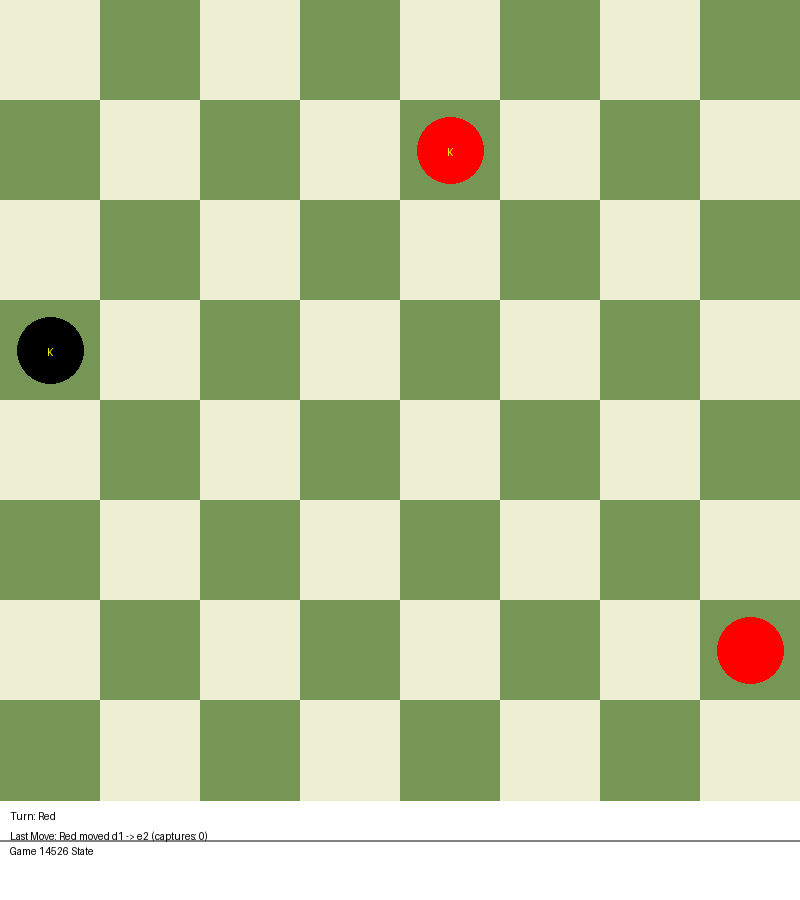 K
K
Turn: Red
Last Move: Red moved d1 -> e2 (captures: 0)
Game 14526 State